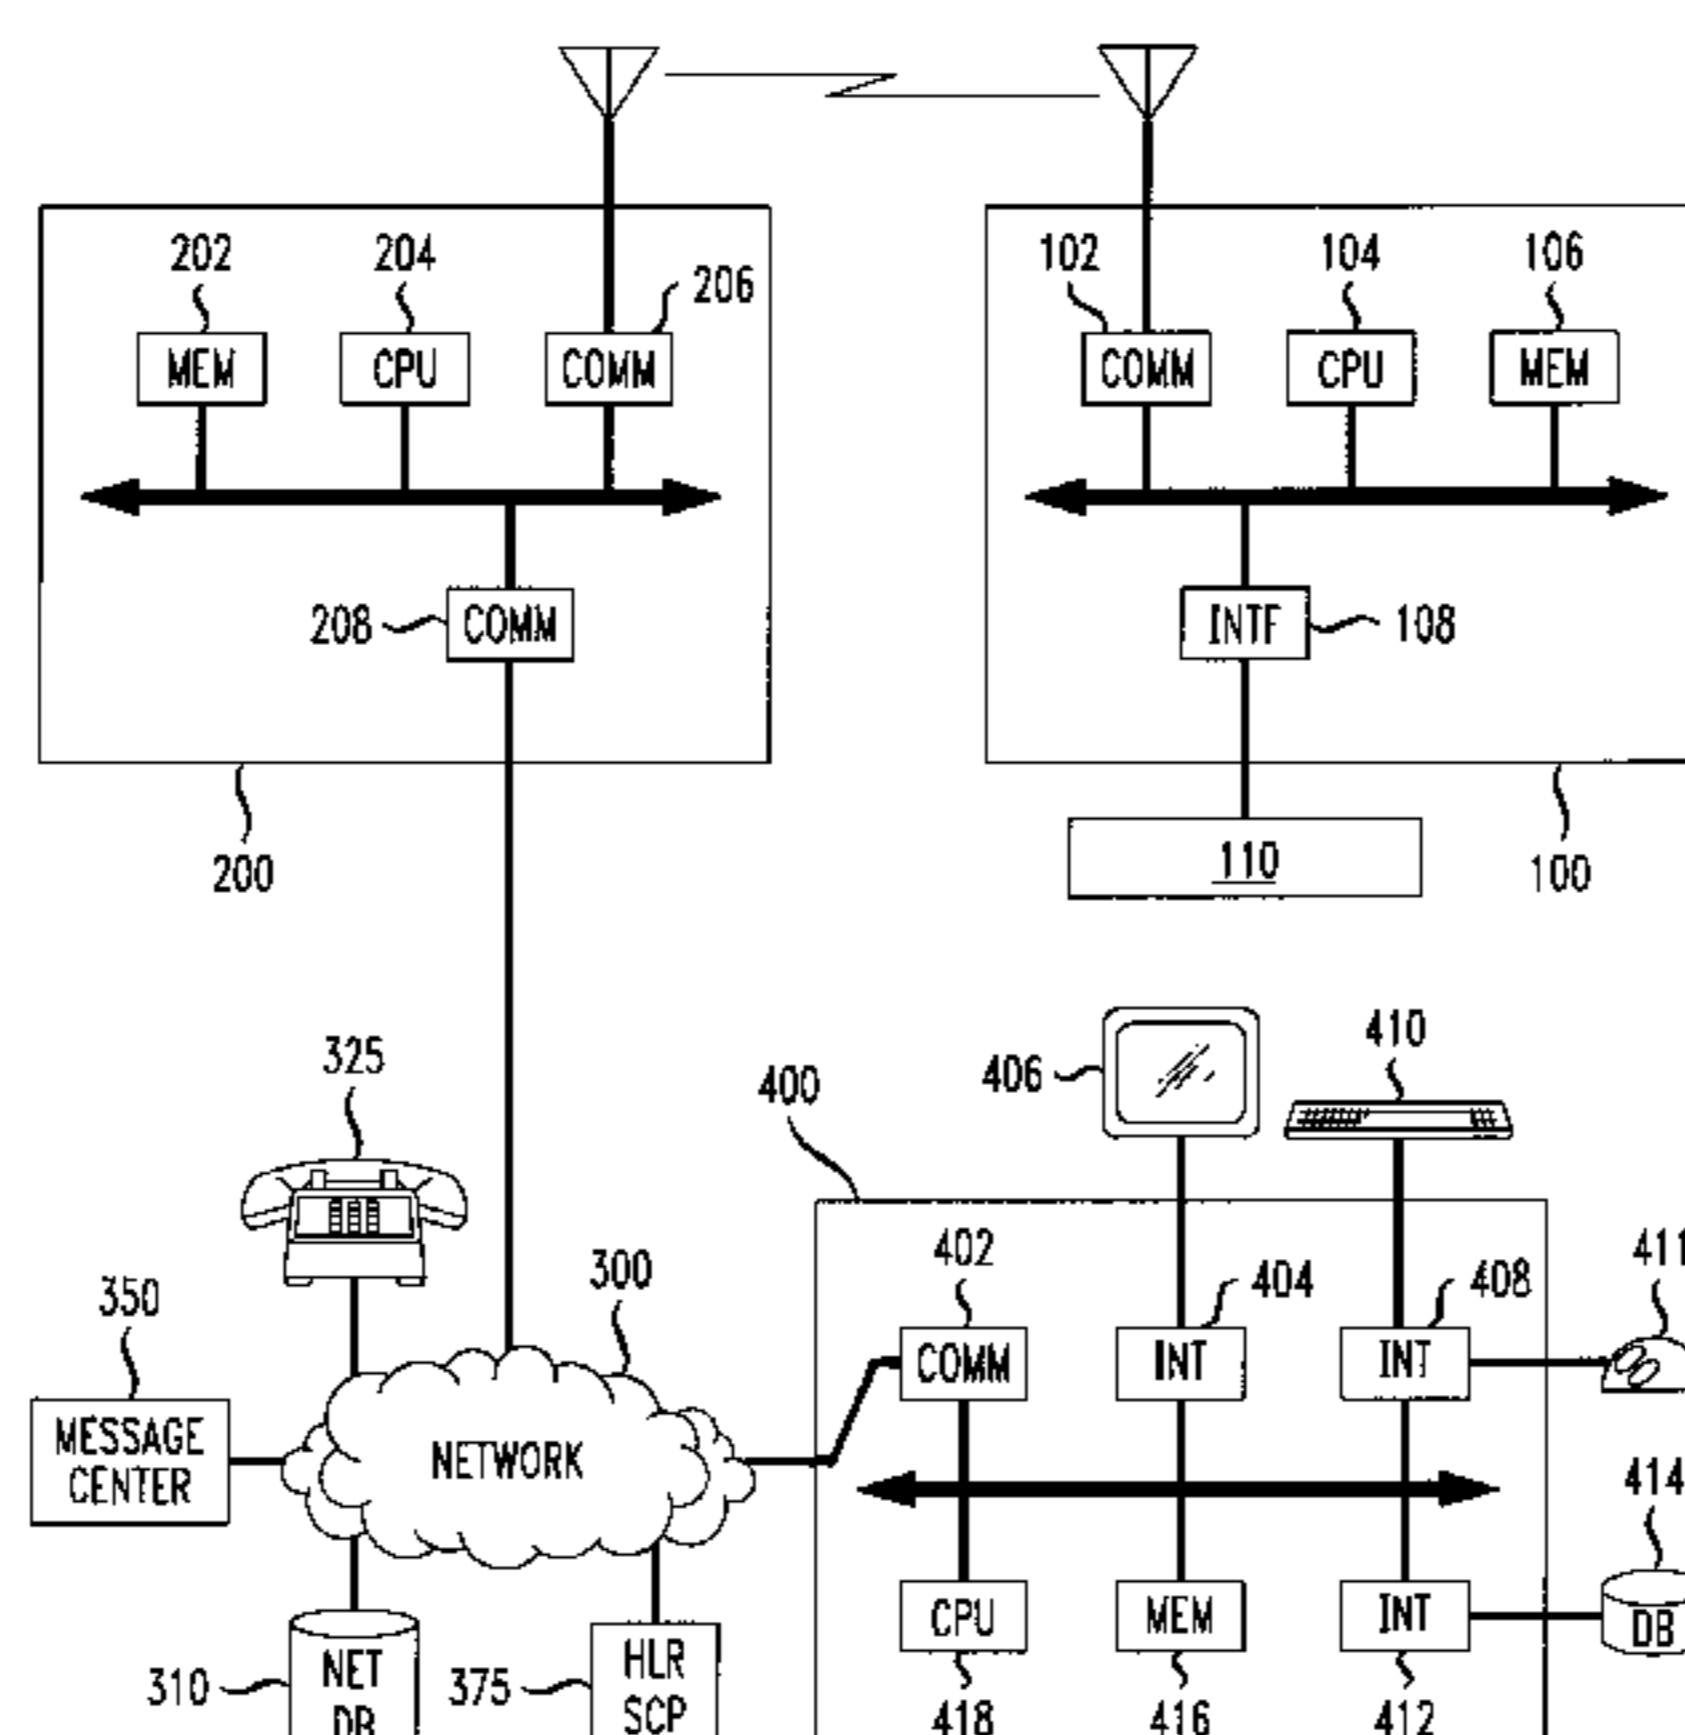 202
204
206
102
104
106
MEM
CPU
COMM
COMM
CPU
MEM
208
COMM
INTF
108
200
110
100
325
400
406
410
350
300
402
404
408
411
MESSAGE
CENTER
NETWORK
COMM
INT
INT
414
CPU
MEM
INT
DB
310
NET
DB
375
HLR
SCP
418
416
412